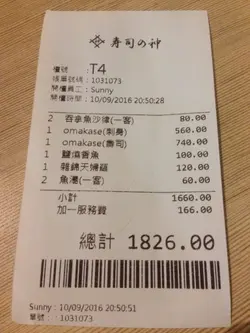 寿司の神
檯號 : T4
賬單號碼: 1031073
開檯員工: Sunny
開檯時間: 10/09/2016 20:50:28
2 吞拿魚沙律(一客) 80.00
1 omakase(刺身) 560.00
1 omakase(壽司) 740.00
1 鹽燒香魚 100.00
1 雜錦天婦羅 120.00
2 魚湯(一客) 60.00
小計 1660.00
加一服務費 166.00
總計 1826.00
Sunny: 10/09/2016 20:50:51
單號: 1031073